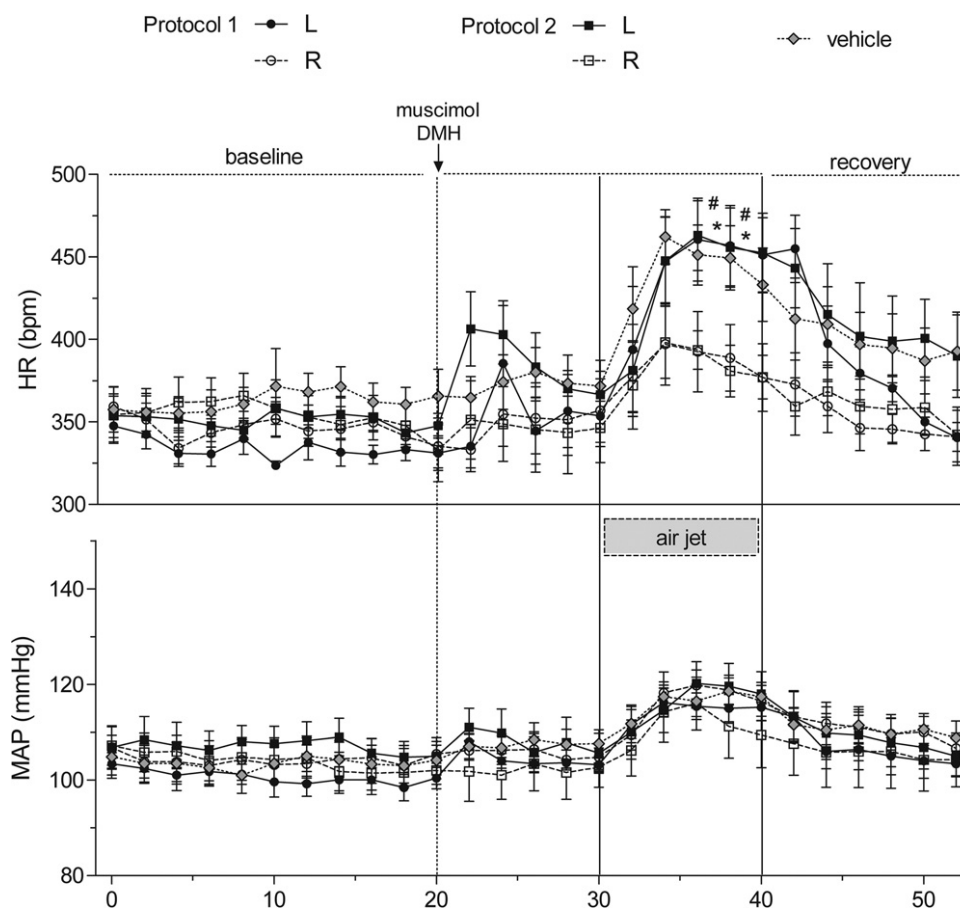 Protocol 1 L Protocol 2 L vehicle
R R
muscimol
DMH
baseline recovery
HR (bpm)
500
450
400
350
300
# #
* *
air jet
MAP (mmHg)
140
120
100
80
0 10 20 30 40 50